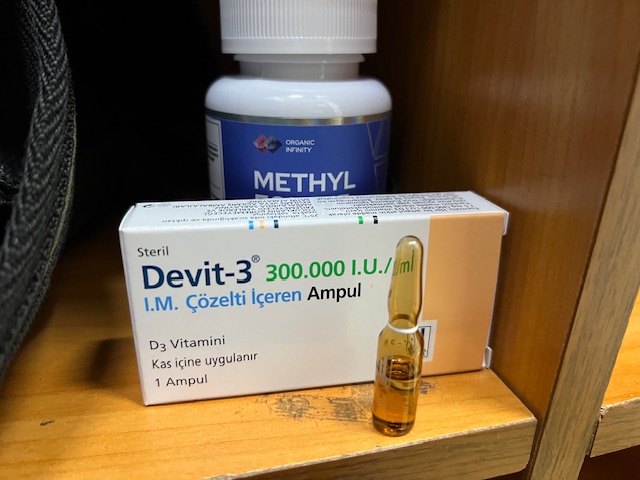 ORGANIC
INFINITY
METHYL
Steril
Devit-3® 300.000 I.U./ ml
I.M. Çözelti İçeren Ampul
D3 Vitamini
Kas içine uygulanır
1 Ampul